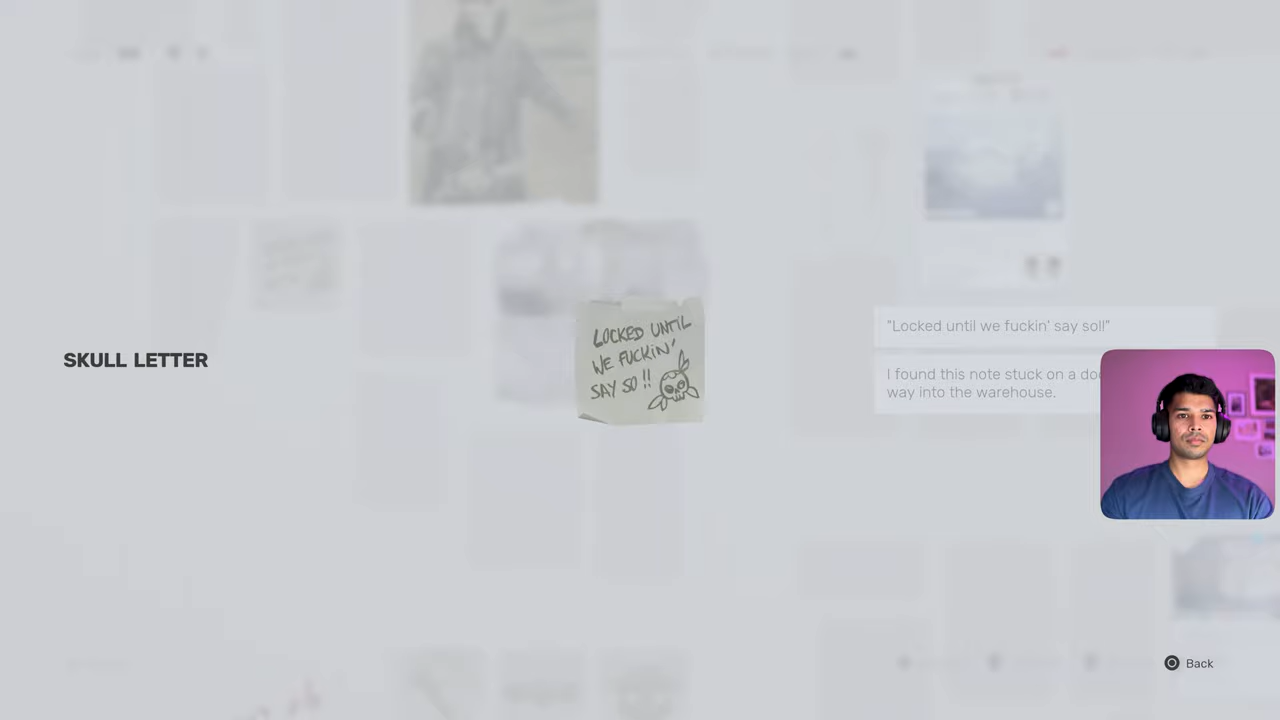 SKULL LETTER
LOCKED UNTIL
WE FUCKIN'
SAY SO!!
"Locked until we fuckin' say so!!"
I found this note stuck on a
way into the warehouse.
Back